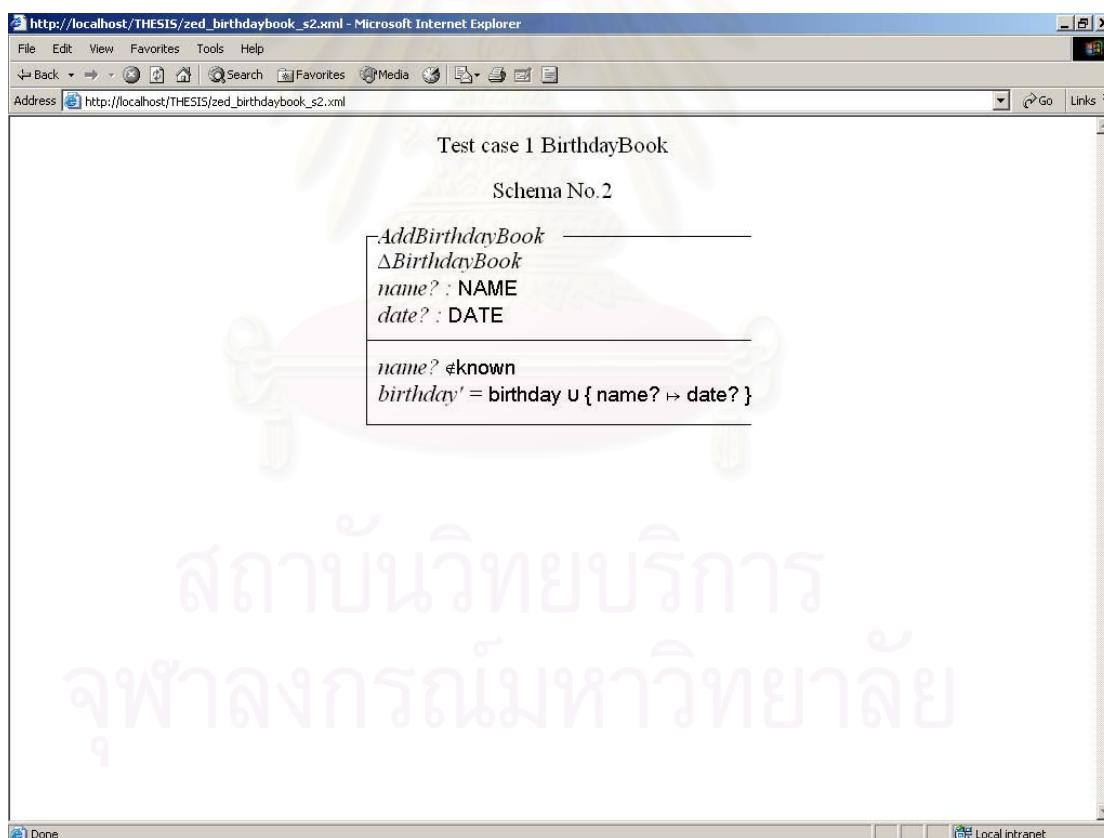 http://localhost/THESIS/zed_birthdaybook_s2.xml - Microsoft Internet Explorer
File Edit View Favorites Tools Help
Back Search Favorites Media
Address http://localhost/THESIS/zed_birthdaybook_s2.xml Go Links
Test case 1 BirthdayBook
Schema No.2
AddBirthdayBook
ΔBirthdayBook
name? : NAME
date? : DATE
name? ∉known
birthday' = birthday ∪ { name? ↦ date? }
สถาบันวิทยบริการ
จุฬาลงกรณ์มหาวิทยาลัย
Done Local intranet